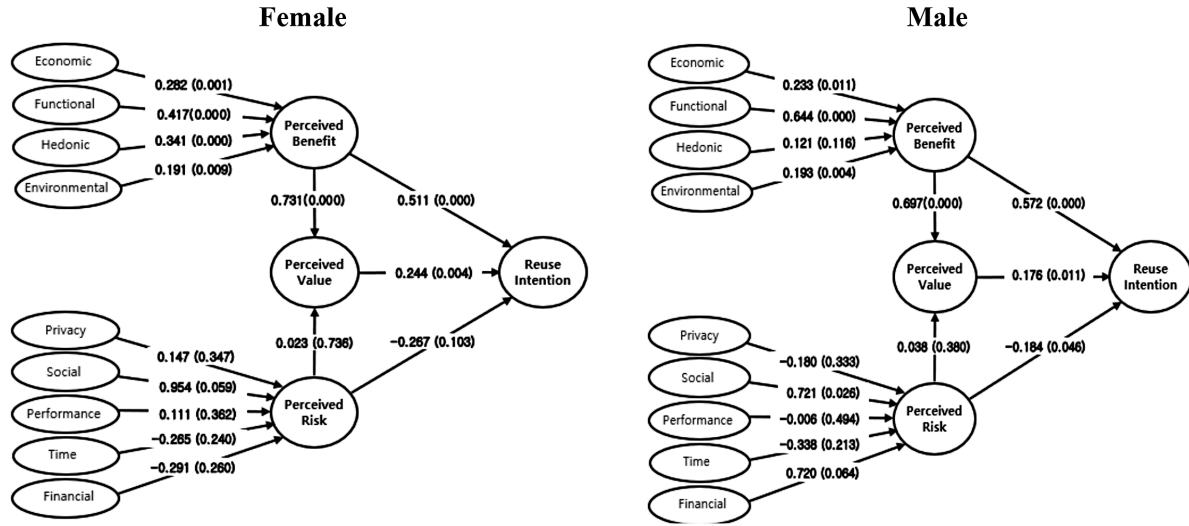 Female
Economic
0.282 (0.001)
Functional
0.417(0.000)
Hedonic
0.341 (0.000)
Environmental
0.191 (0.009)
Perceived
Benefit
0.731(0.000)
0.511 (0.000)
Perceived
Value
0.244 (0.004)
Reuse
Intention
Privacy
0.147 (0.347)
Social
0.954 (0.059)
Performance
0.111 (0.362)
Time
-0.265 (0.240)
Financial
-0.291 (0.260)
0.023 (0.736)
-0.267 (0.103)
Perceived
Risk
Male
Economic
0.233 (0.011)
Functional
0.644 (0.000)
Hedonic
0.121 (0.116)
Environmental
0.193 (0.004)
Perceived
Benefit
0.697(0.000)
0.572 (0.000)
Perceived
Value
0.176 (0.011)
Reuse
Intention
Privacy
-0.180 (0.333)
Social
0.721 (0.026)
Performance
-0.006 (0.494)
Time
-0.338 (0.213)
Financial
0.720 (0.064)
0.038 (0.380)
-0.184 (0.046)
Perceived
Risk